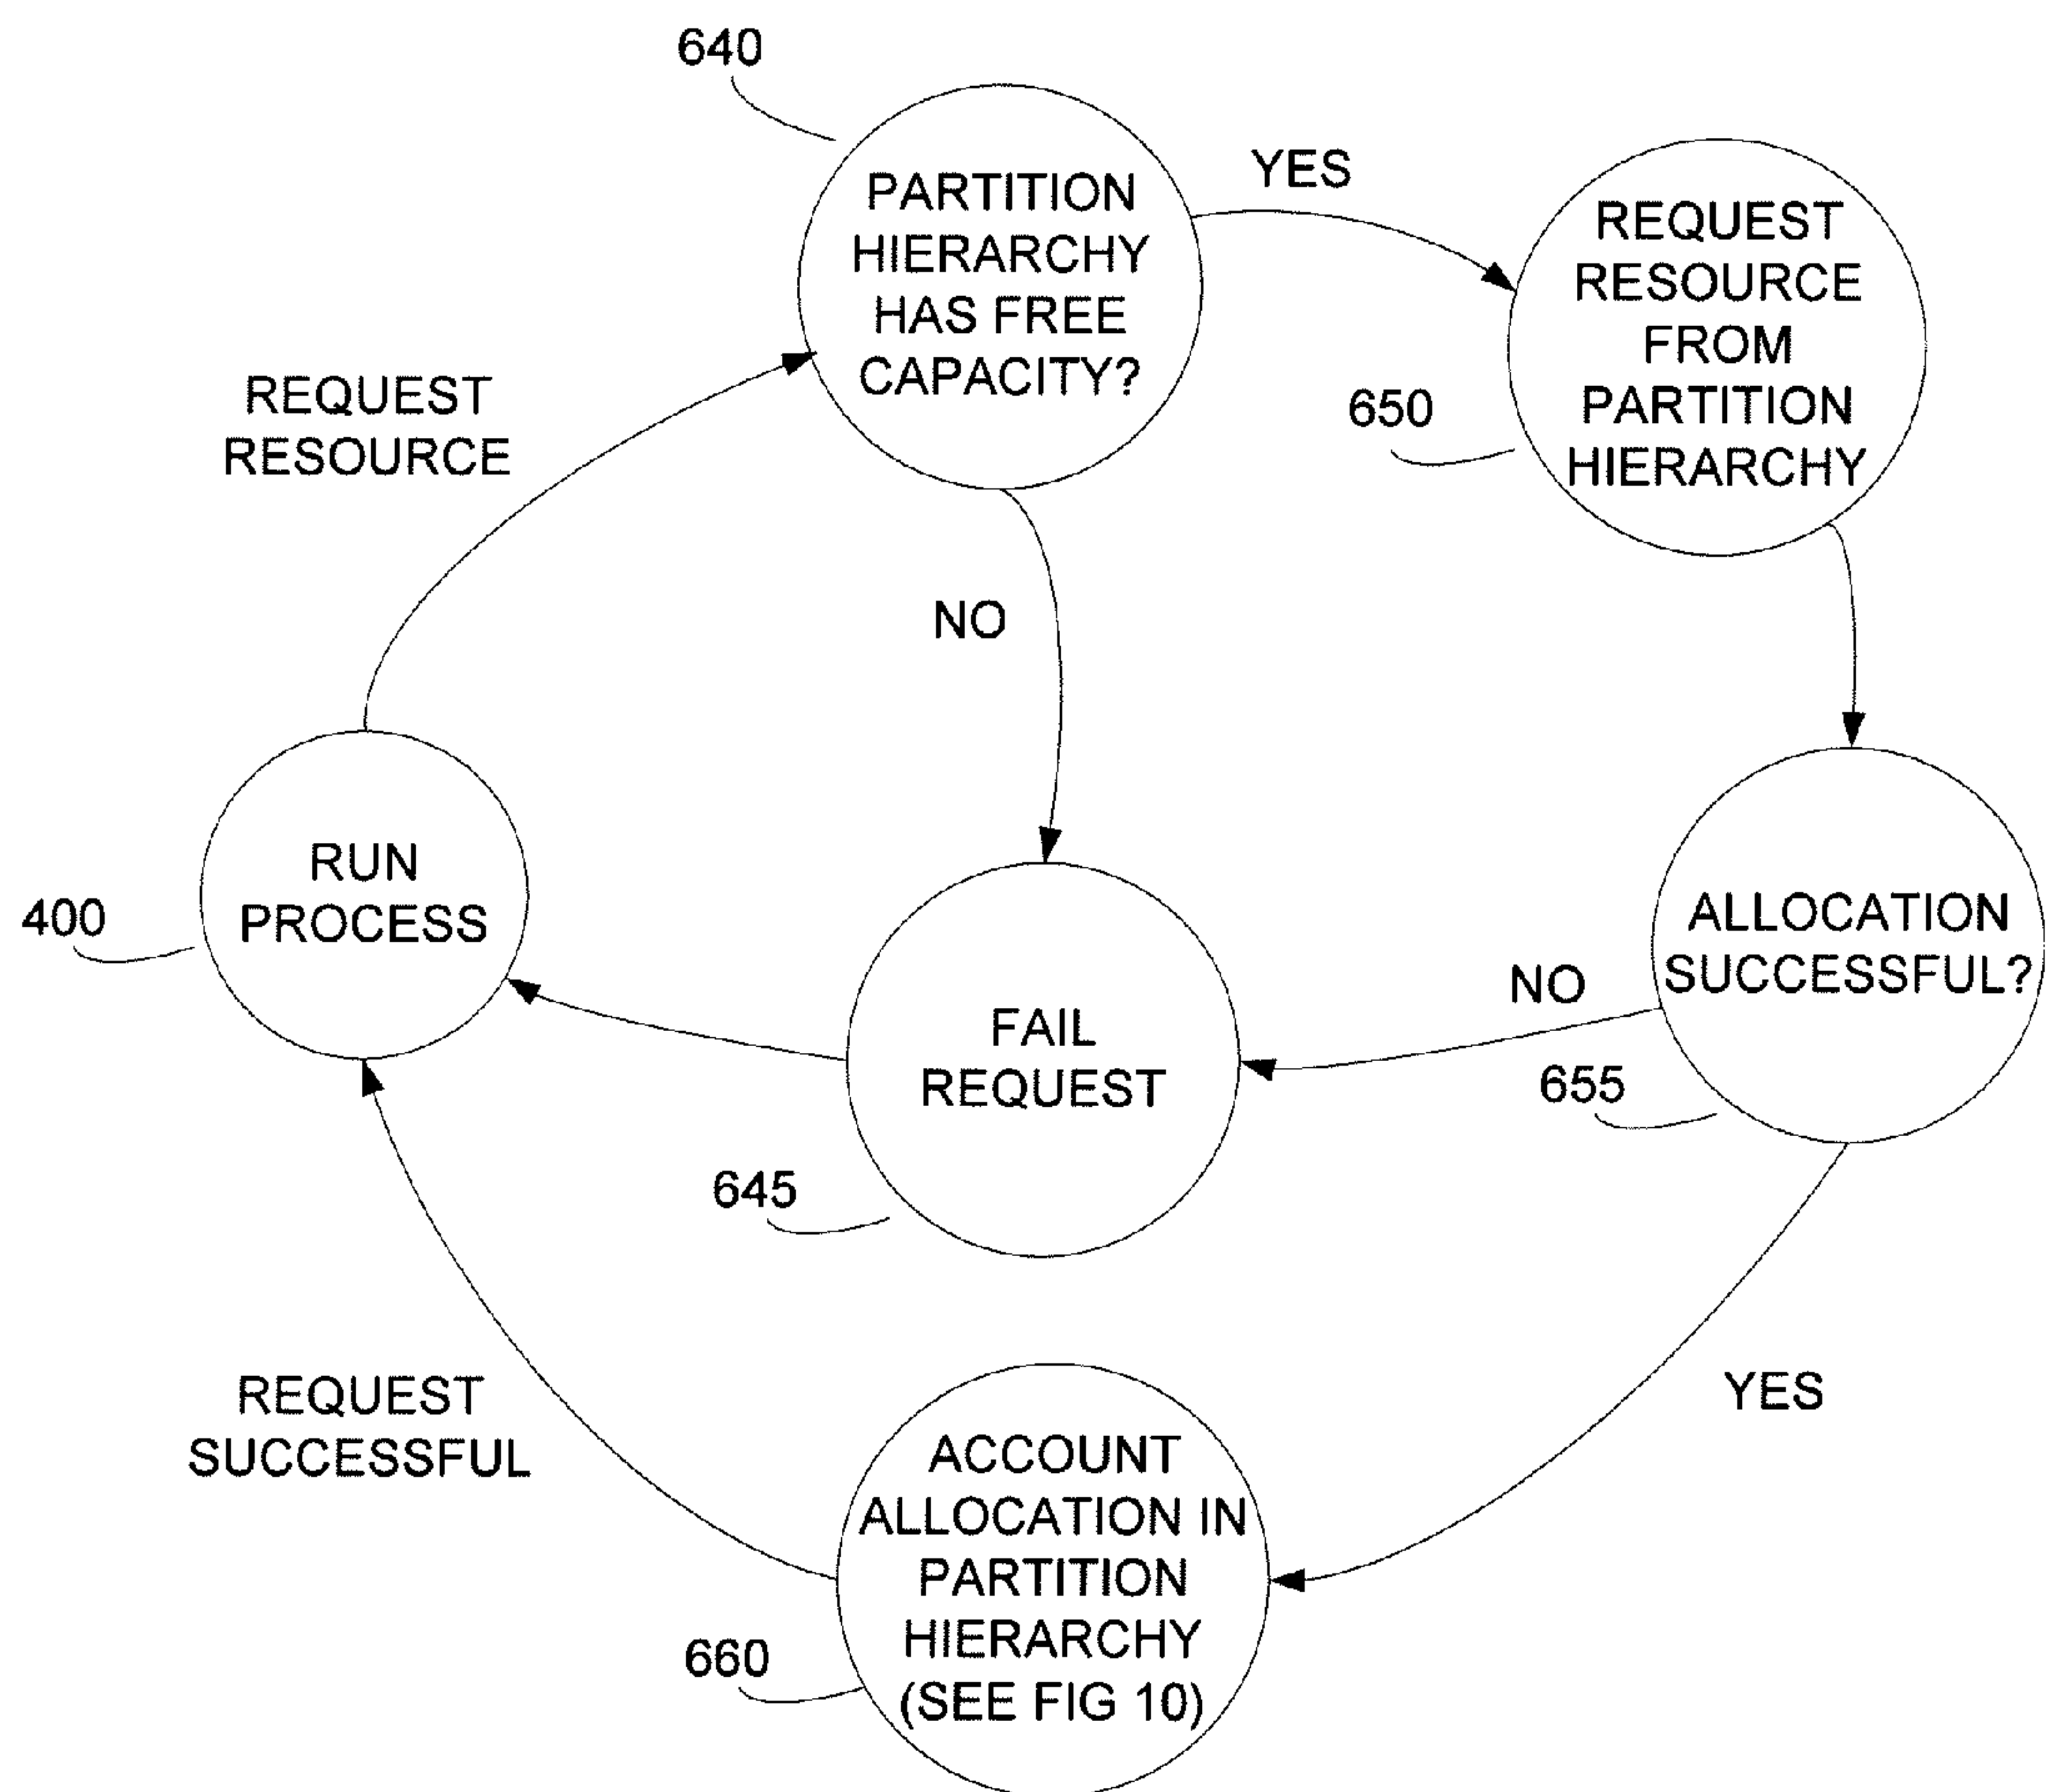 640
PARTITION
HIERARCHY
HAS FREE
CAPACITY?
YES
REQUEST
RESOURCE
FROM
PARTITION
HIERARCHY
650
REQUEST
RESOURCE
NO
RUN
PROCESS
400
ALLOCATION
SUCCESSFUL?
NO
655
FAIL
REQUEST
645
YES
REQUEST
SUCCESSFUL
ACCOUNT
ALLOCATION IN
PARTITION
HIERARCHY
(SEE FIG 10)
660